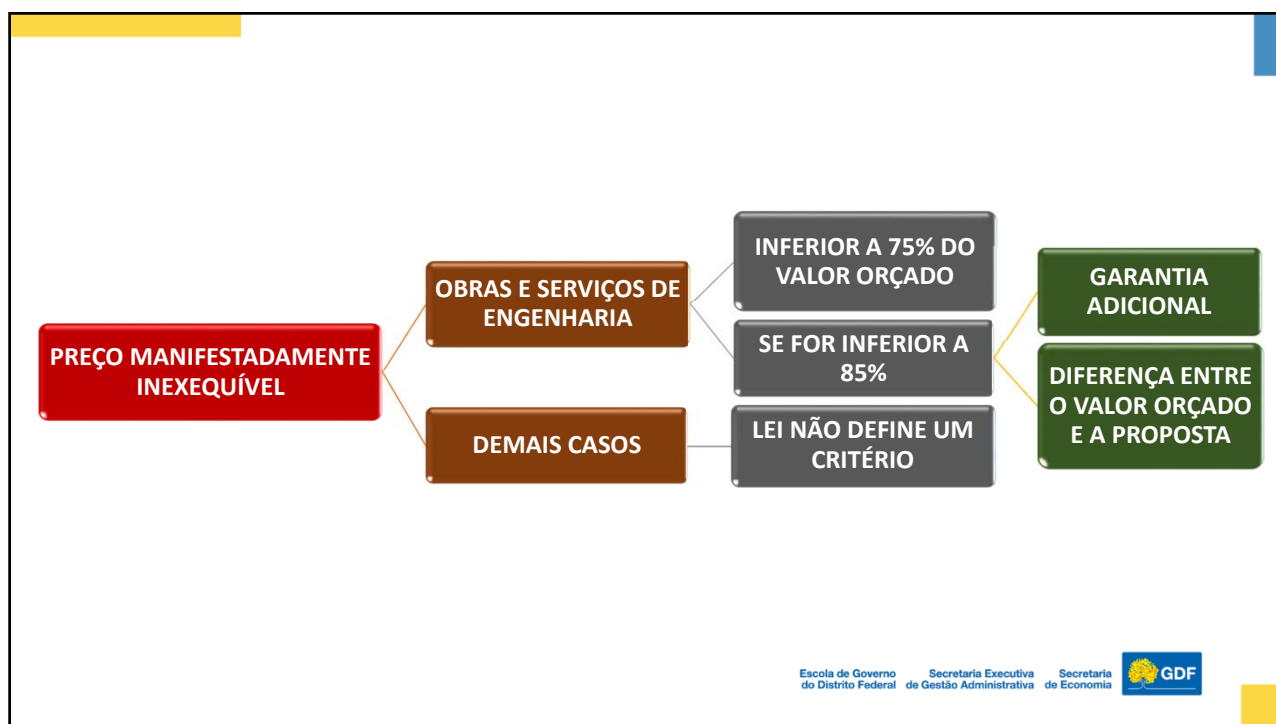 PREÇO MANIFESTADAMENTE
INEXEQUÍVEL
OBRAS E SERVIÇOS DE
ENGENHARIA
INFERIOR A 75% DO
VALOR ORÇADO
SE FOR INFERIOR A
85%
GARANTIA
ADICIONAL
DIFERENÇA ENTRE
O VALOR ORÇADO
E A PROPOSTA
DEMAIS CASOS
LEI NÃO DEFINE UM
CRITÉRIO
Escola de Governo
do Distrito Federal
Secretaria Executiva
de Gestão Administrativa
Secretaria
de Economia
GDF